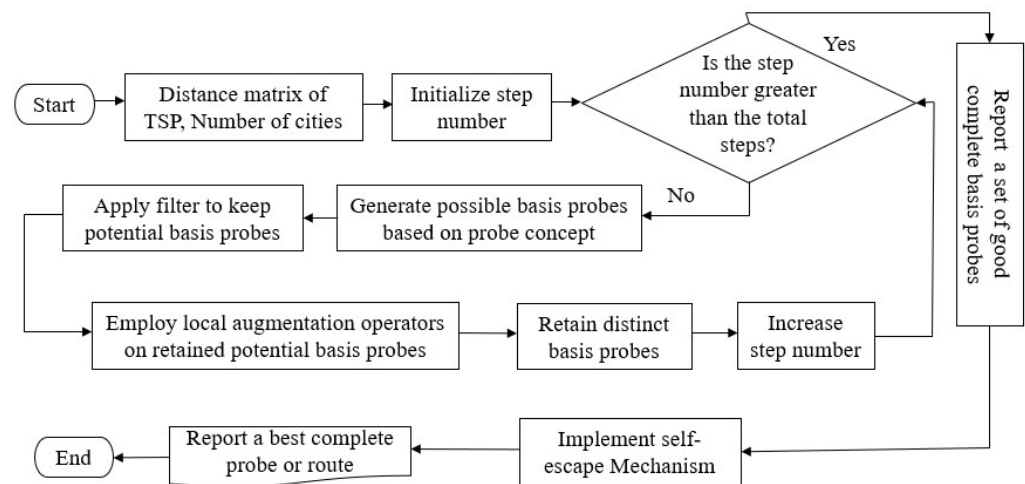 Start
Distance matrix of
TSP, Number of cities
Initialize step
number
Is the step
number greater
than the total
steps?
Yes
Report a set of good
complete basis probes
No
Generate possible basis probes
based on probe concept
Apply filter to keep
potential basis probes
Employ local augmentation operators
on retained potential basis probes
Retain distinct
basis probes
Increase
step number
Implement self-
escape Mechanism
Report a best complete
probe or route
End